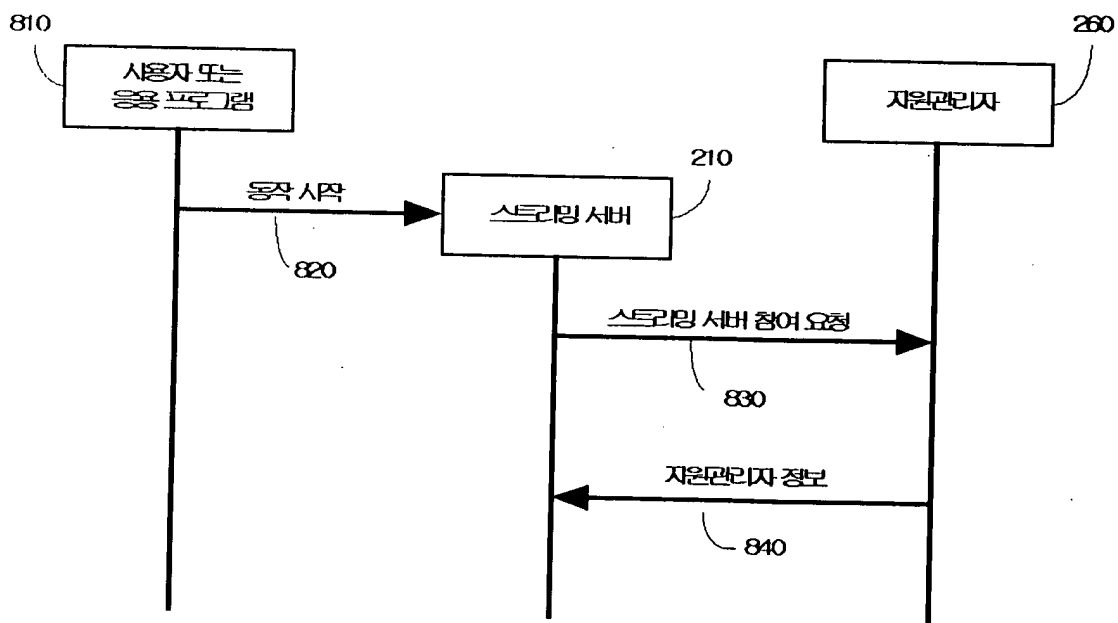 810
260
사용자 또는
응용 프로그램
자원관리자
210
동작 시작
스트리밍 서버
820
스트리밍 서버 참여 요청
830
자원관리자 정보
840